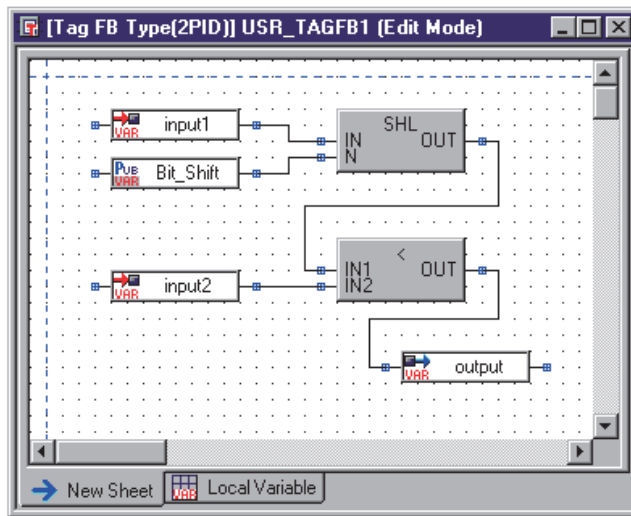 [Tag FB Type(2PID)] USR_TAGFB1 (Edit Mode)
VAR input1
SHL
IN OUT
N
PUB VAR Bit_Shift
<
IN1 OUT
IN2
VAR input2
VAR output
New Sheet
VAR Local Variable